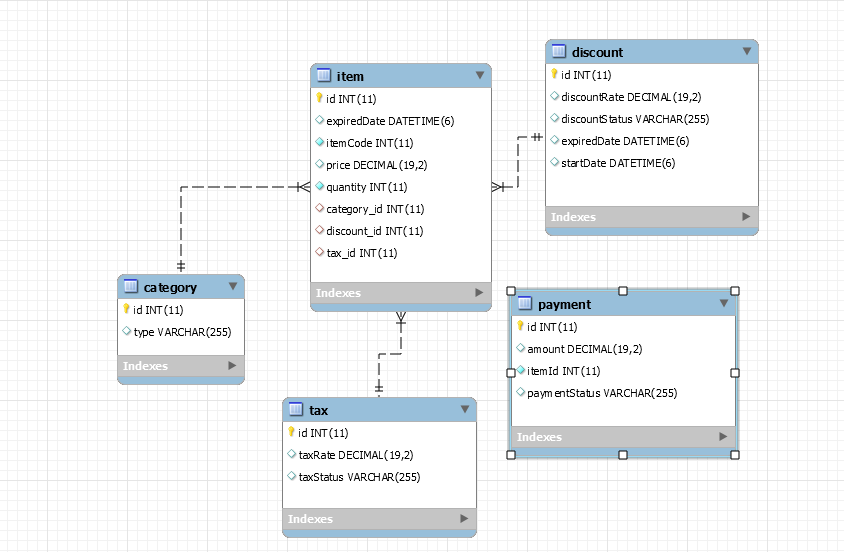 item
id INT(11)
expiredDate DATETIME(6)
itemCode INT(11)
price DECIMAL(19,2)
quantity INT(11)
category_id INT(11)
discount_id INT(11)
tax_id INT(11)
Indexes
discount
id INT(11)
discountRate DECIMAL(19,2)
discountStatus VARCHAR(255)
expiredDate DATETIME(6)
startDate DATETIME(6)
Indexes
category
id INT(11)
type VARCHAR(255)
Indexes
payment
id INT(11)
amount DECIMAL(19,2)
itemId INT(11)
paymentStatus VARCHAR(255)
Indexes
tax
id INT(11)
taxRate DECIMAL(19,2)
taxStatus VARCHAR(255)
Indexes